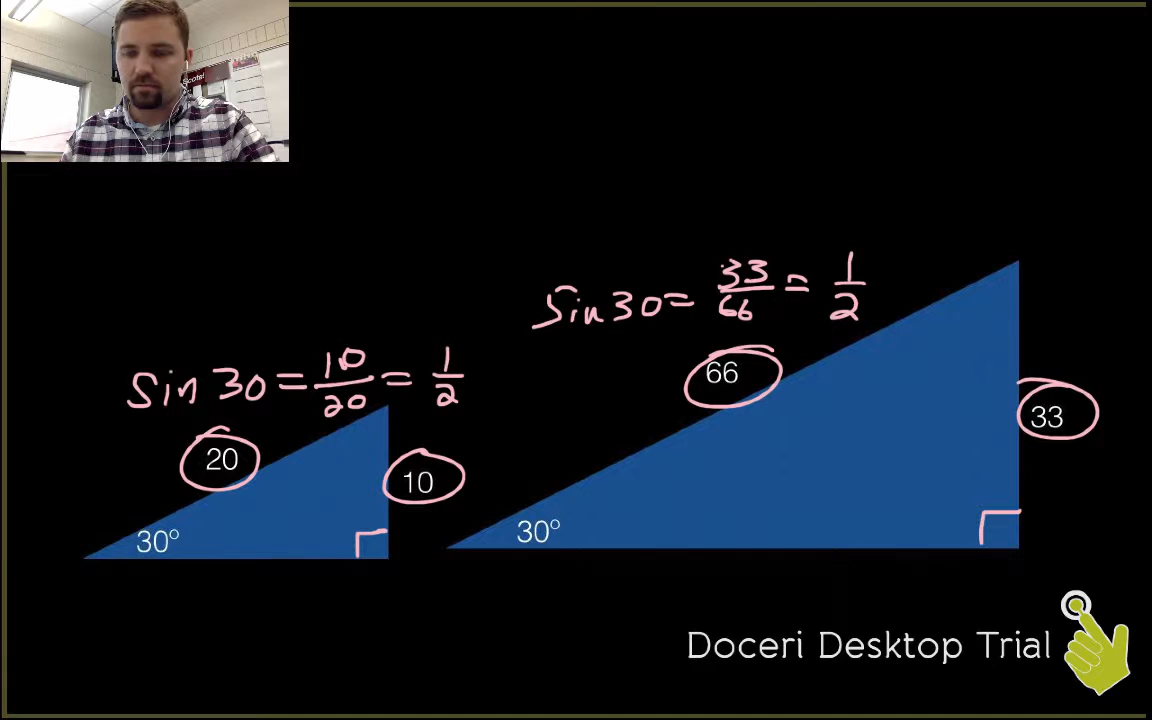 Scots!
sin 30 = 33/66 = 1/2
66
33
30°
sin 30 = 10/20 = 1/2
20
10
30°
Doceri Desktop Trial